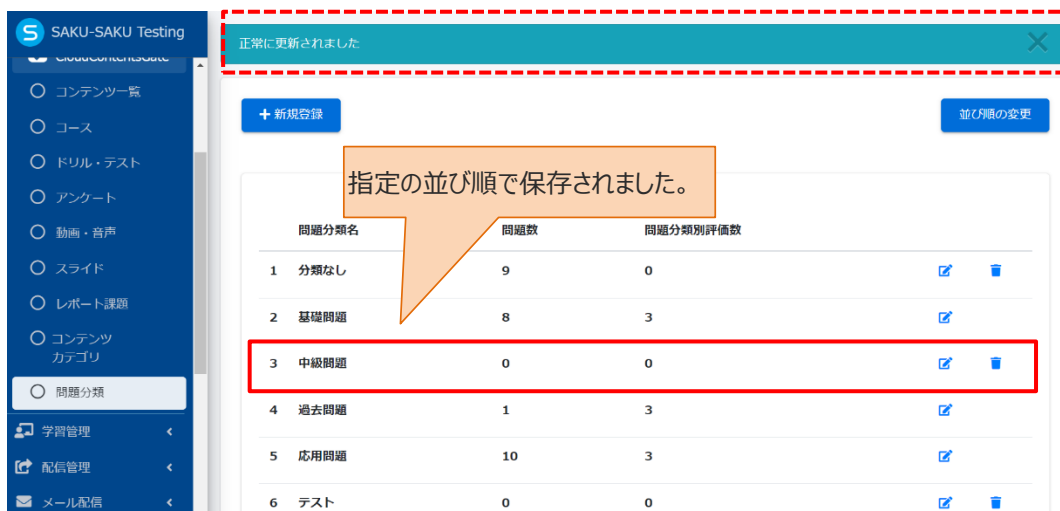 SAKU-SAKU Testing
CloudContentsGate
コンテンツ一覧
コース
ドリル・テスト
アンケート
動画・音声
スライド
レポート課題
コンテンツ
カテゴリ
問題分類
学習管理
配信管理
メール配信
正常に更新されました
+ 新規登録
並び順の変更
指定の並び順で保存されました。
問題分類名 問題数 問題分類別評価数
1 分類なし 9 0
2 基礎問題 8 3
3 中級問題 0 0
4 過去問題 1 3
5 応用問題 10 3
6 テスト 0 0